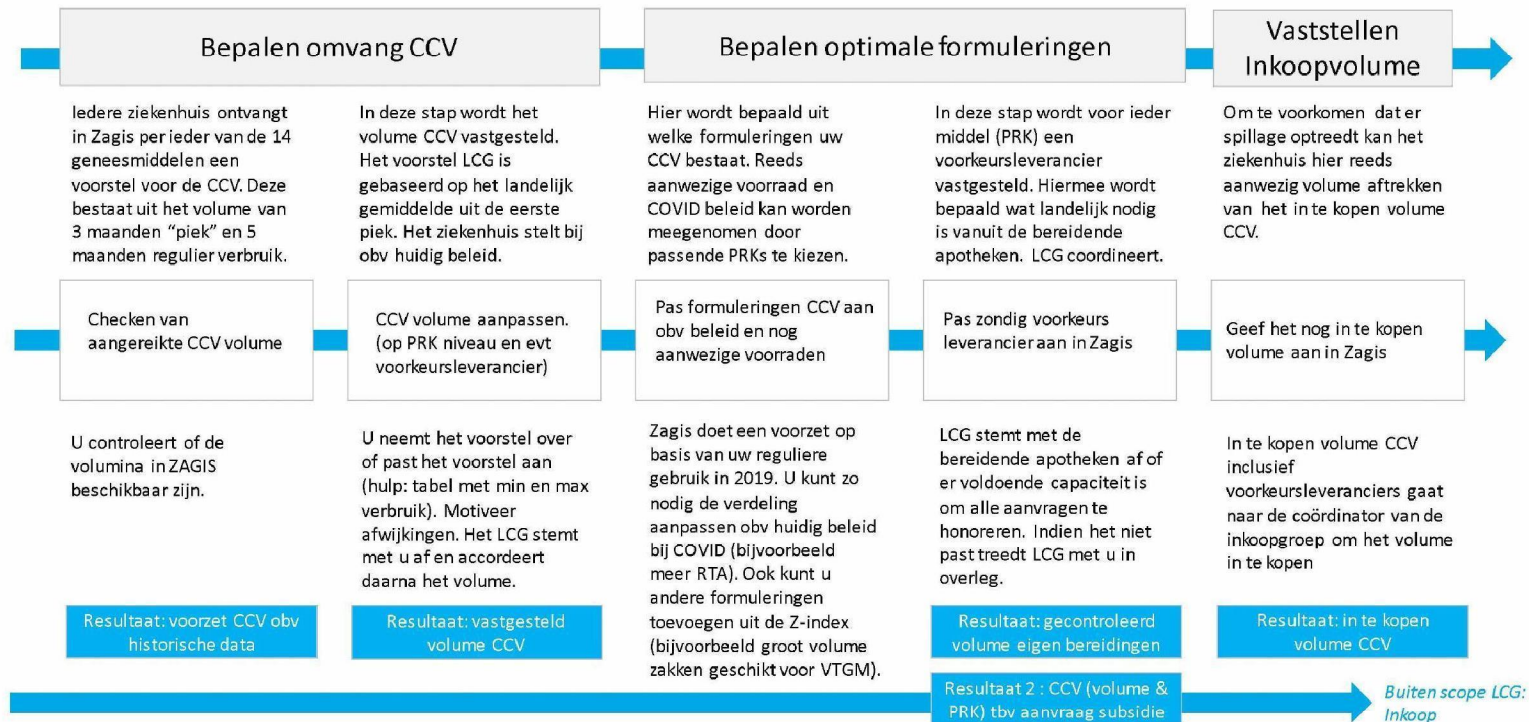 Bepalen omvang CCV
Bepalen optimale formuleringen
Vaststellen
Inkoopvolume
Iedere ziekenhuis ontvangt
in Zagis per ieder van de 14
geneesmiddelen een
voorstel voor de CCV. Deze
bestaat uit het volume van
3 maanden “piek” en 5
maanden regulier verbruik.
In deze stap wordt het
volume CCV vastgesteld.
Het voorstel LCG is
gebaseerd op het landelijk
gemiddelde uit de eerste
piek. Het ziekenhuis stelt bij
obv huidig beleid.
Hier wordt bepaald uit
welke formuleringen uw
CCV bestaat. Reeds
aanwezige voorraad en
COVID beleid kan worden
meegenomen door
passende PRKs te kiezen.
In deze stap wordt voor ieder
middel (PRK) een
voorkeursleverancier
vastgesteld. Hiermee wordt
bepaald wat landelijk nodig
is vanuit de bereidende
apotheken. LCG coordineert.
Om te voorkomen dat er
spillage optreedt kan het
ziekenhuis hier reeds
aanwezig volume aftrekken
van het in te kopen volume
CCV.
Checken van
aangereikte CCV volume
CCV volume aanpassen.
(op PRK niveau en evt
voorkeursleverancier)
Pas formuleringen CCV aan
obv beleid en nog
aanwezige voorraden
Pas zondig voorkeurs
leverancier aan in Zagis
Geef het nog in te kopen
volume aan in Zagis
U controleert of de
volumina in ZAGIS
beschikbaar zijn.
U neemt het voorstel over
of past het voorstel aan
(hulp: tabel met min en max
verbruik). Motiveer
afwijkingen. Het LCG stemt
met u af en accordeert
daarna het volume.
Zagis doet een voorzet op
basis van uw reguliere
gebruik in 2019. U kunt zo
nodig de verdeling
aanpassen obv huidig beleid
bij COVID (bijvoorbeeld
meer RTA). Ook kunt u
andere formuleringen
toevoegen uit de Z-index
(bijvoorbeeld groot volume
zakken geschikt voor VTGM).
LCG stemt met de
bereidende apotheken af of
er voldoende capaciteit is
om alle aanvragen te
honoreren. Indien het niet
past treedt LCG met u in
overleg.
In te kopen volume CCV
inclusief
voorkeursleveranciers gaat
naar de coördinator van de
inkoopgroep om het volume
in te kopen
Resultaat: voorzet CCV obv
historische data
Resultaat: vastgesteld
volume CCV
Resultaat: gecontroleerd
volume eigen bereidingen
Resultaat: in te kopen
volume CCV
Resultaat 2 : CCV (volume &
PRK) tbv aanvraag subsidie
Buiten scope LCG:
Inkoop